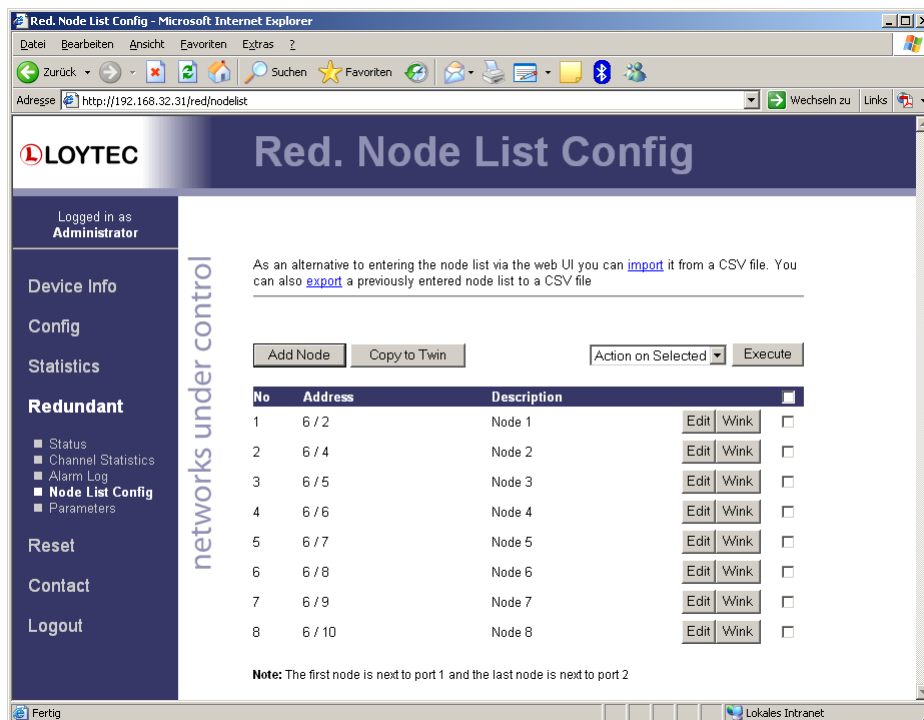 Red. Node List Config - Microsoft Internet Explorer
Datei Bearbeiten Ansicht Favoriten Extras ?
Zurück Suchen Favoriten
Adresse http://192.168.32.31/red/nodelist Wechseln zu Links
LOYTEC
Red. Node List Config
Logged in as
Administrator
Device Info
Config
Statistics
Redundant
Status
Channel Statistics
Alarm Log
Node List Config
Parameters
Reset
Contact
Logout
networks under control
As an alternative to entering the node list via the web UI you can import it from a CSV file. You
can also export a previously entered node list to a CSV file
Add Node Copy to Twin Action on Selected Execute
No Address Description
1 6 / 2 Node 1 Edit Wink
2 6 / 4 Node 2 Edit Wink
3 6 / 5 Node 3 Edit Wink
4 6 / 6 Node 4 Edit Wink
5 6 / 7 Node 5 Edit Wink
6 6 / 8 Node 6 Edit Wink
7 6 / 9 Node 7 Edit Wink
8 6 / 10 Node 8 Edit Wink
Note: The first node is next to port 1 and the last node is next to port 2
Fertig Lokales Intranet